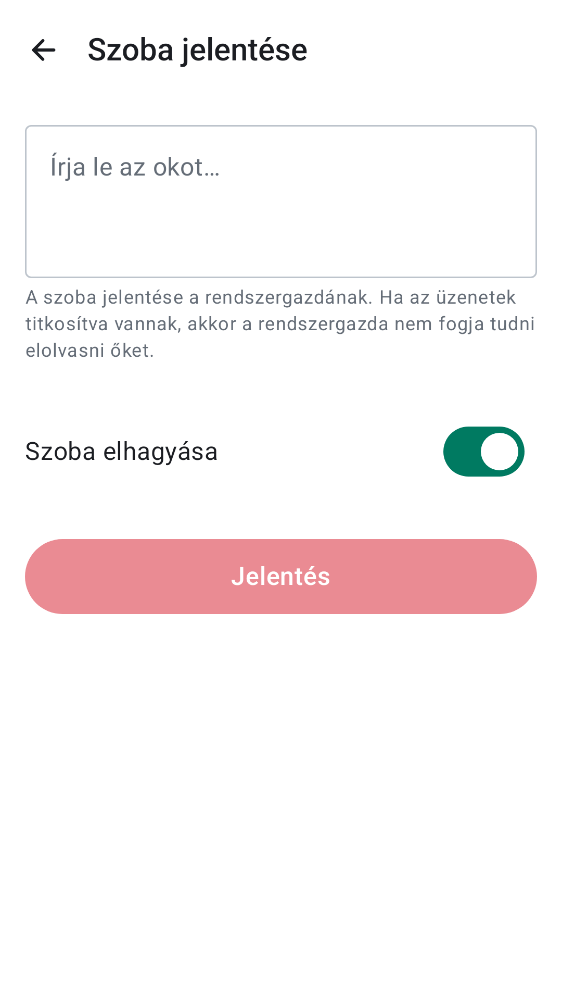 Szoba jelentése
Írja le az okot…
A szoba jelentése a rendszergazdának. Ha az üzenetek
titkosítva vannak, akkor a rendszergazda nem fogja tudni
elolvasni őket.
Szoba elhagyása
Jelentés